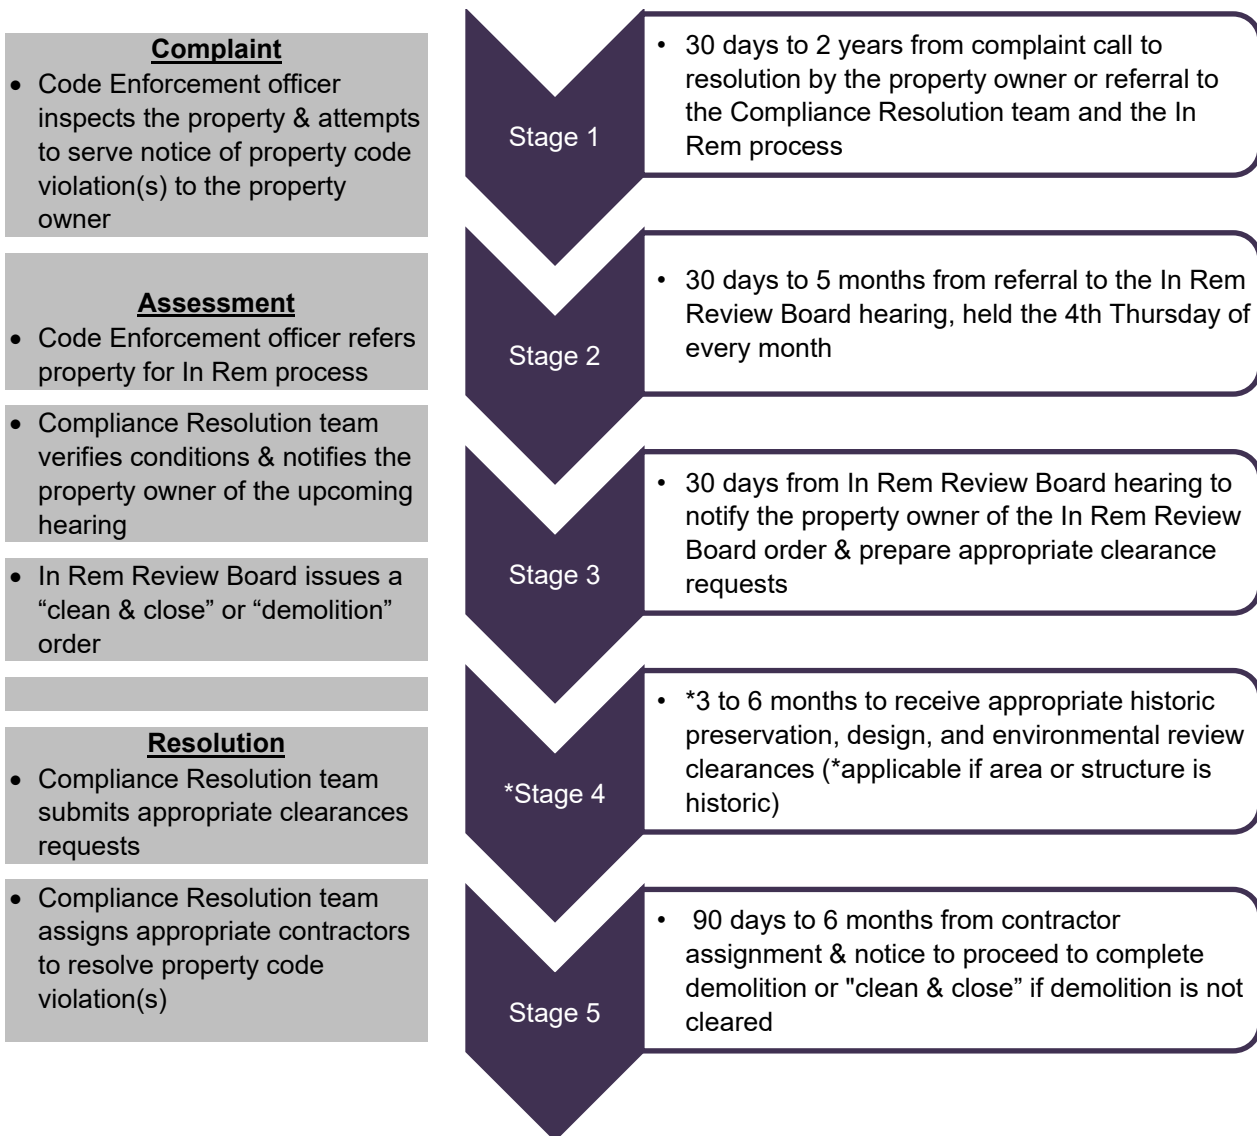 Complaint
• Code Enforcement officer
inspects the property & attempts
to serve notice of property code
violation(s) to the property
owner
Stage 1
• 30 days to 2 years from complaint call to
resolution by the property owner or referral to
the Compliance Resolution team and the In
Rem process
Assessment
• Code Enforcement officer refers
property for In Rem process
Stage 2
• 30 days to 5 months from referral to the In Rem
Review Board hearing, held the 4th Thursday of
every month
• Compliance Resolution team
verifies conditions & notifies the
property owner of the upcoming
hearing
• In Rem Review Board issues a
“clean & close” or “demolition”
order
Stage 3
• 30 days from In Rem Review Board hearing to
notify the property owner of the In Rem Review
Board order & prepare appropriate clearance
requests
Resolution
• Compliance Resolution team
submits appropriate clearances
requests
*Stage 4
• *3 to 6 months to receive appropriate historic
preservation, design, and environmental review
clearances (*applicable if area or structure is
historic)
• Compliance Resolution team
assigns appropriate contractors
to resolve property code
violation(s)
Stage 5
• 90 days to 6 months from contractor
assignment & notice to proceed to complete
demolition or "clean & close” if demolition is not
cleared